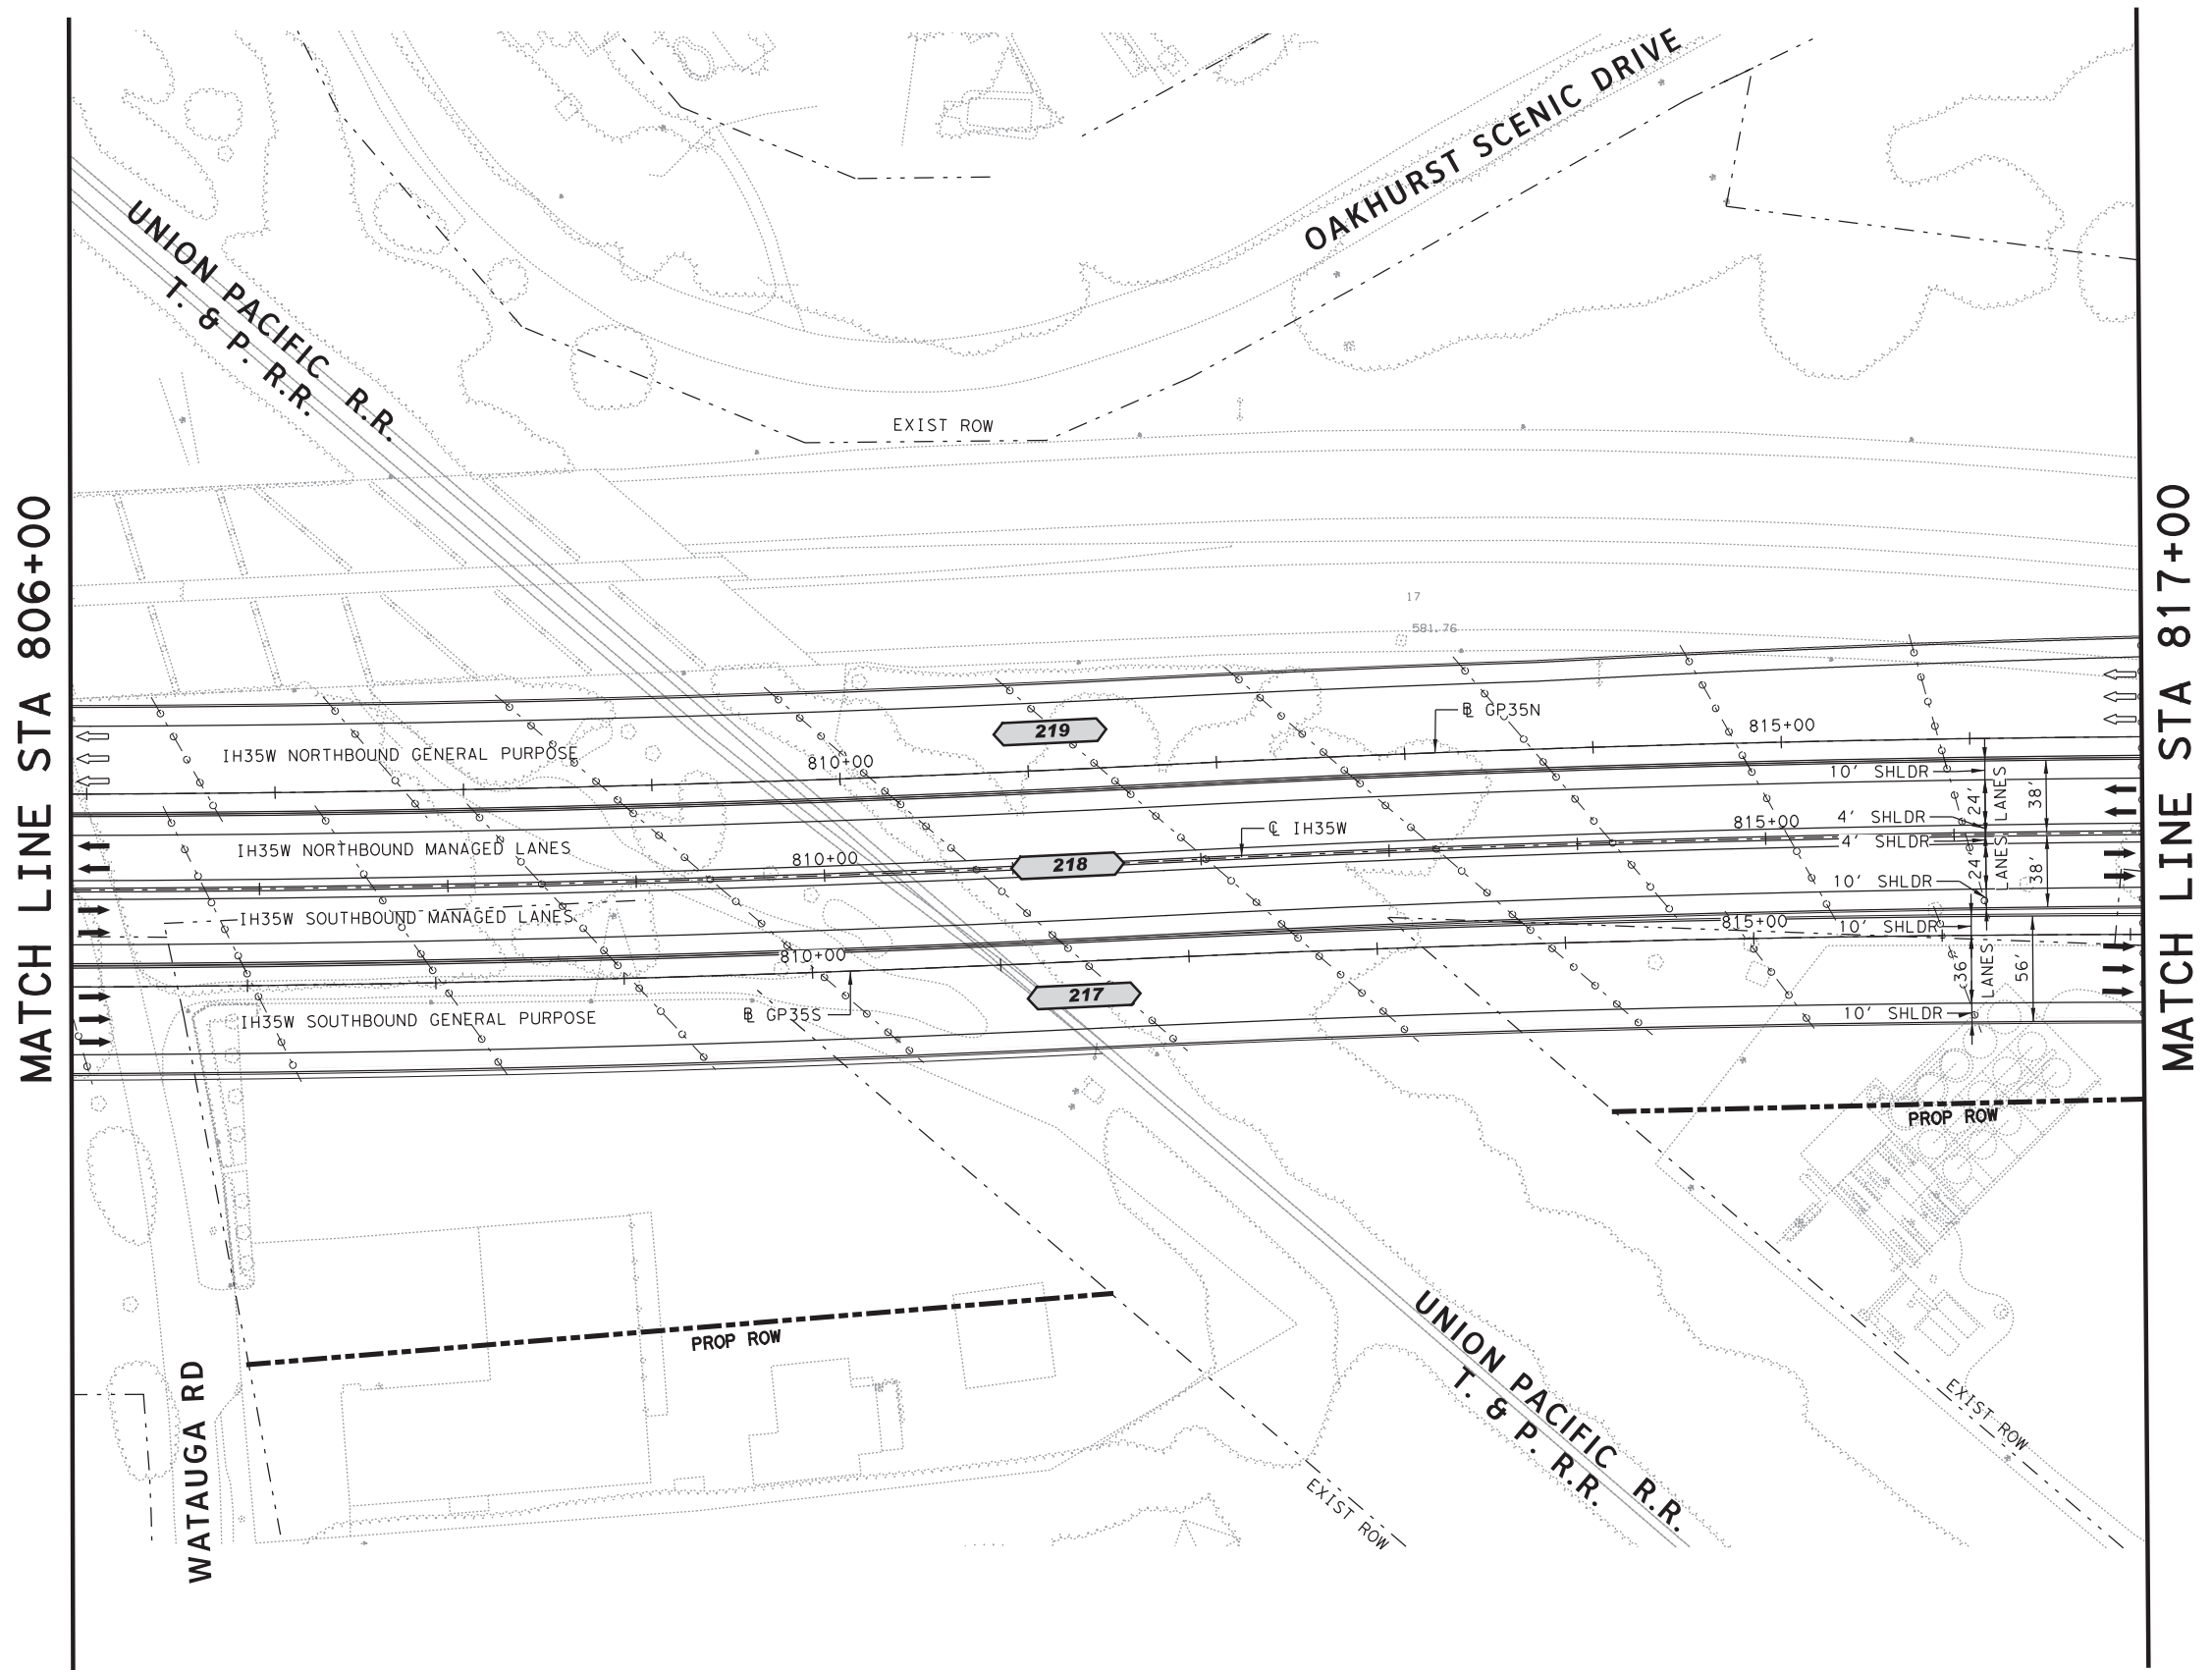 OAKHURST SCENIC DRIVE
UNION PACIFIC R.R.
T. & P. R.R.
EXIST ROW
MATCH LINE STA 806+00
MATCH LINE STA 817+00
17
581.76
219
℄ GP35N
815+00
IH35W NORTHBOUND GENERAL PURPOSE
810+00
10' SHLDR
24'
LANES
38'
℄ IH35W
815+00
4' SHLDR
4' SHLDR
IH35W NORTHBOUND MANAGED LANES
810+00
218
24'
LANES
38'
10' SHLDR
IH35W SOUTHBOUND MANAGED LANES
815+00
10' SHLDR
810+00
36'
LANES
56'
217
℄ GP35S
IH35W SOUTHBOUND GENERAL PURPOSE
10' SHLDR
PROP ROW
PROP ROW
WATAUGA RD
UNION PACIFIC R.R.
T. & P. R.R.
EXIST ROW
EXIST ROW